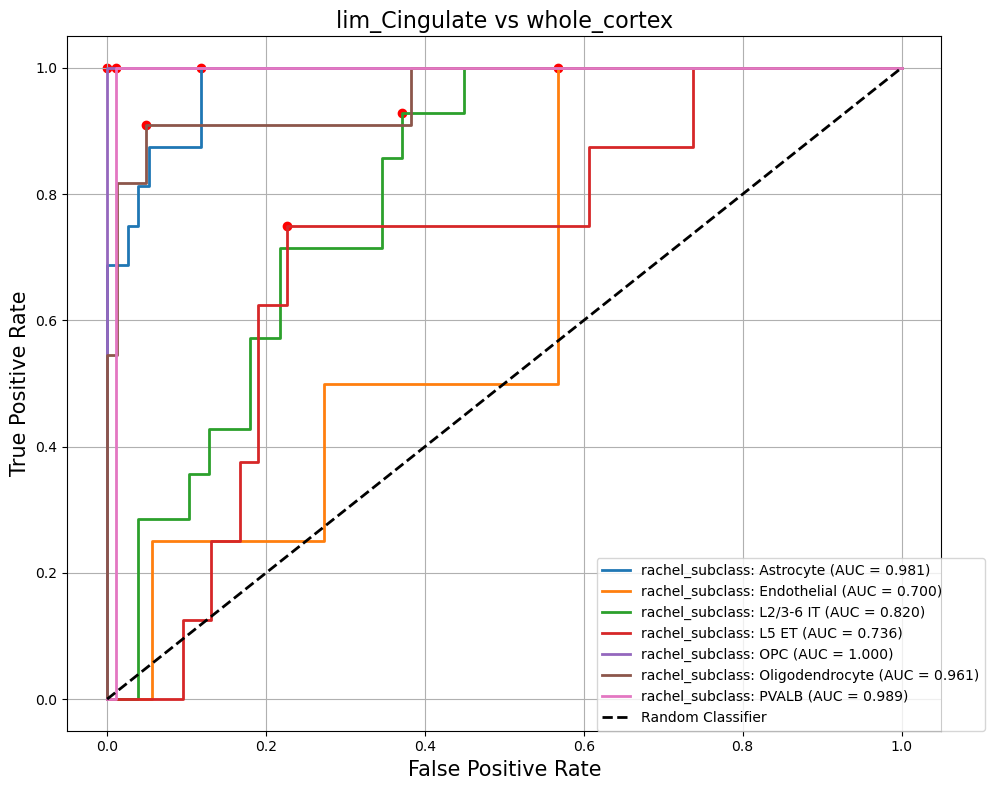 lim_Cingulate vs whole_cortex
True Positive Rate
1.0
0.8
0.6
0.4
0.2
0.0
rachel_subclass: Astrocyte (AUC = 0.981)
rachel_subclass: Endothelial (AUC = 0.700)
rachel_subclass: L2/3-6 IT (AUC = 0.820)
rachel_subclass: L5 ET (AUC = 0.736)
rachel_subclass: OPC (AUC = 1.000)
rachel_subclass: Oligodendrocyte (AUC = 0.961)
rachel_subclass: PVALB (AUC = 0.989)
Random Classifier
0.0 0.2 0.4 0.6 0.8 1.0
False Positive Rate